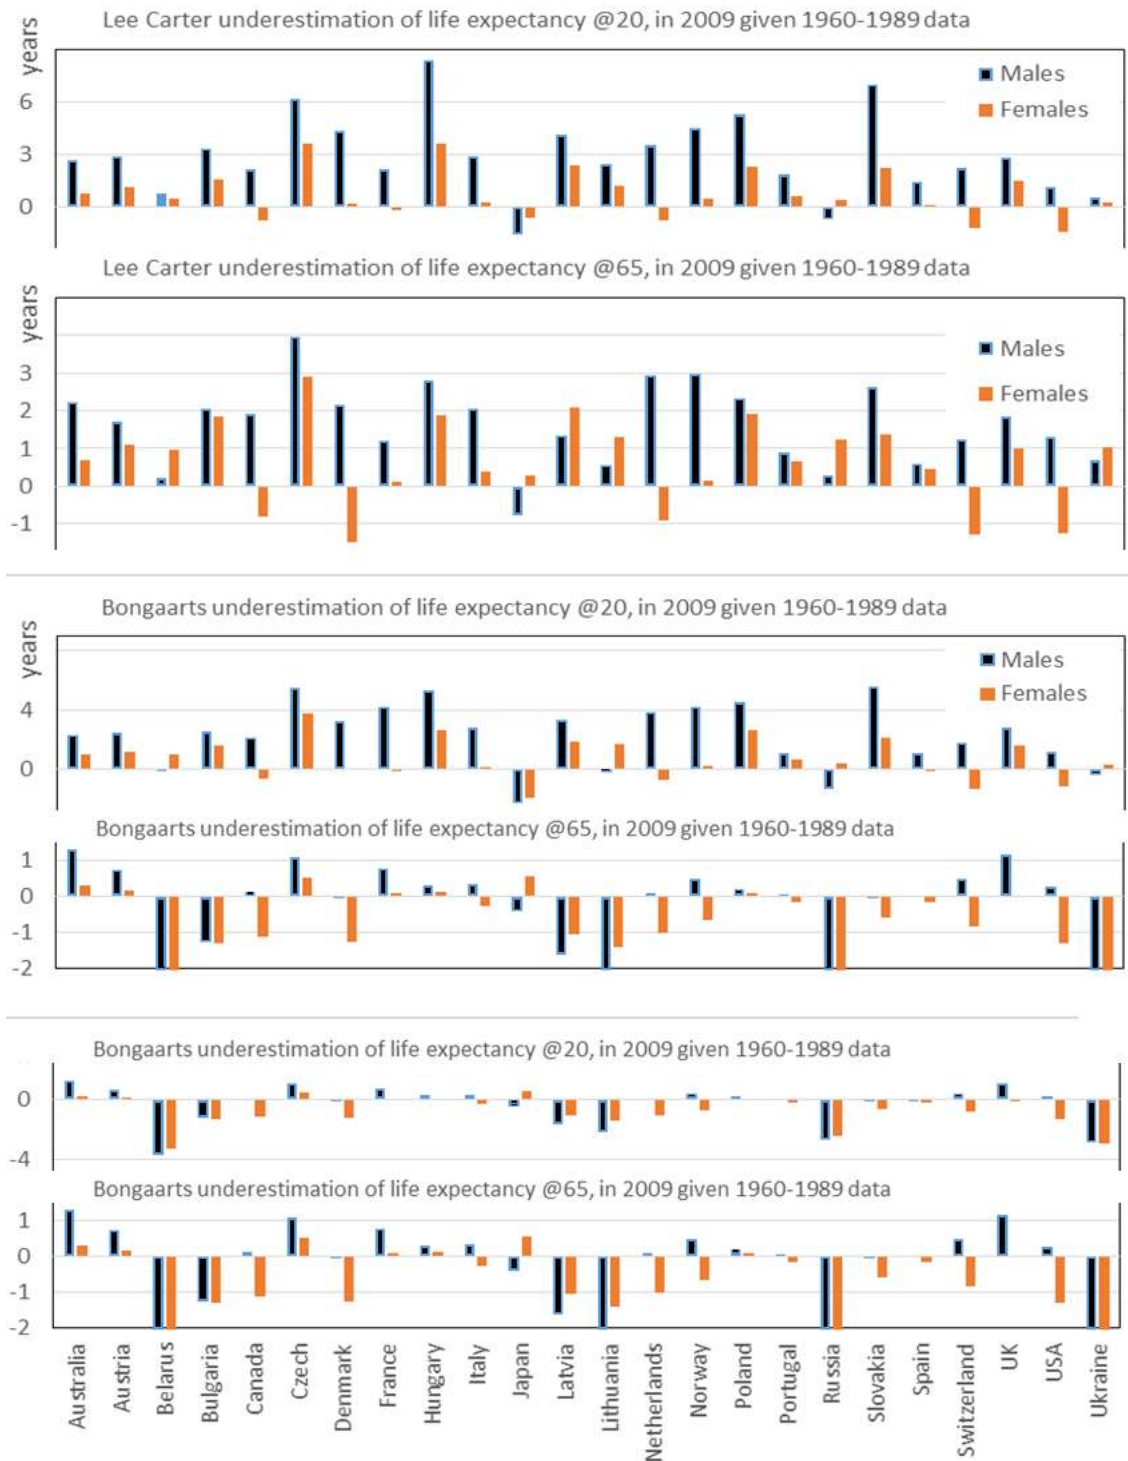 Lee Carter underestimation of life expectancy @20, in 2009 given 1960-1989 data
years
6
3
0
Males
Females
Lee Carter underestimation of life expectancy @65, in 2009 given 1960-1989 data
years
3
2
1
0
-1
Males
Females
Bongaarts underestimation of life expectancy @20, in 2009 given 1960-1989 data
years
4
0
Males
Females
Bongaarts underestimation of life expectancy @65, in 2009 given 1960-1989 data
1
0
-1
-2
Bongaarts underestimation of life expectancy @20, in 2009 given 1960-1989 data
0
-4
Bongaarts underestimation of life expectancy @65, in 2009 given 1960-1989 data
1
0
-1
-2
Australia
Austria
Belarus
Bulgaria
Canada
Czech
Denmark
France
Hungary
Italy
Japan
Latvia
Lithuania
Netherlands
Norway
Poland
Portugal
Russia
Slovakia
Spain
Switzerland
UK
USA
Ukraine